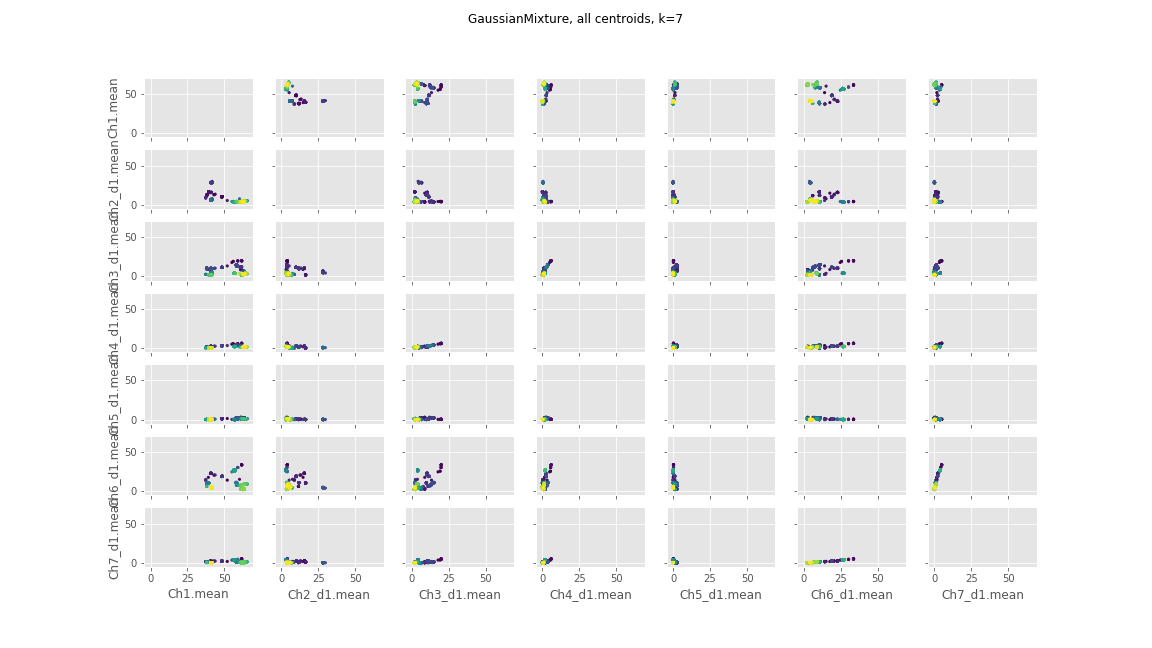 GaussianMixture, all centroids, k=7
Ch1.mean
50
0
Ch2_d1.mean
50
0
Ch3_d1.mean
50
0
Ch4_d1.mean
50
0
Ch5_d1.mean
50
0
Ch6_d1.mean
50
0
Ch7_d1.mean
50
0
0 25 50 0 25 50 0 25 50 0 25 50 0 25 50 0 25 50 0 25 50
Ch1.mean Ch2_d1.mean Ch3_d1.mean Ch4_d1.mean Ch5_d1.mean Ch6_d1.mean Ch7_d1.mean